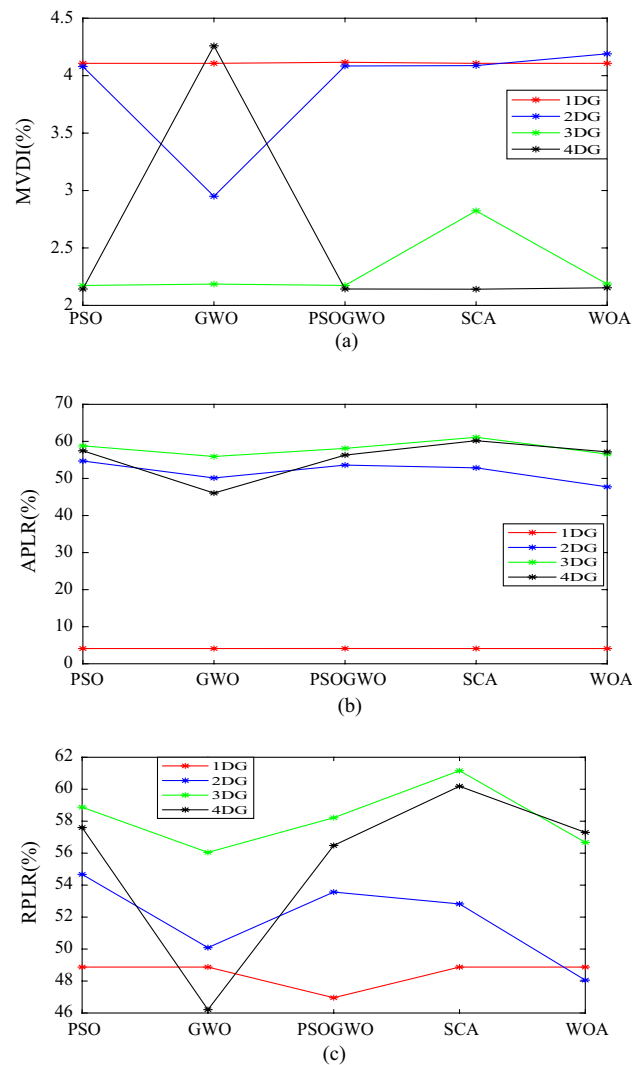 4.5
4
3.5
3
2.5
2
MVDI(%)
1DG
2DG
3DG
4DG
PSO GWO PSOGWO SCA WOA
(a)
70
60
50
40
30
20
10
0
APLR(%)
1DG
2DG
3DG
4DG
PSO GWO PSOGWO SCA WOA
(b)
62
60
58
56
54
52
50
48
46
RPLR(%)
1DG
2DG
3DG
4DG
PSO GWO PSOGWO SCA WOA
(c)